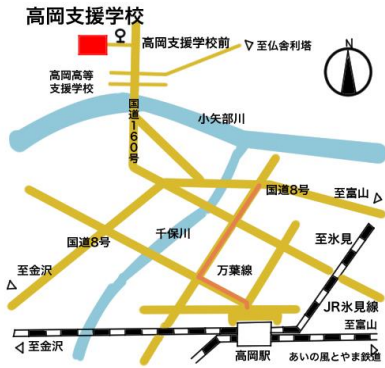 高岡支援学校
高岡支援学校前
至仏舎利塔
N
高岡高等
支援学校
国道160号
小矢部川
国道8号
至富山
千保川
国道8号
至氷見
至金沢
万葉線
JR氷見線
至富山
至金沢
高岡駅
あいの風とやま鉄道